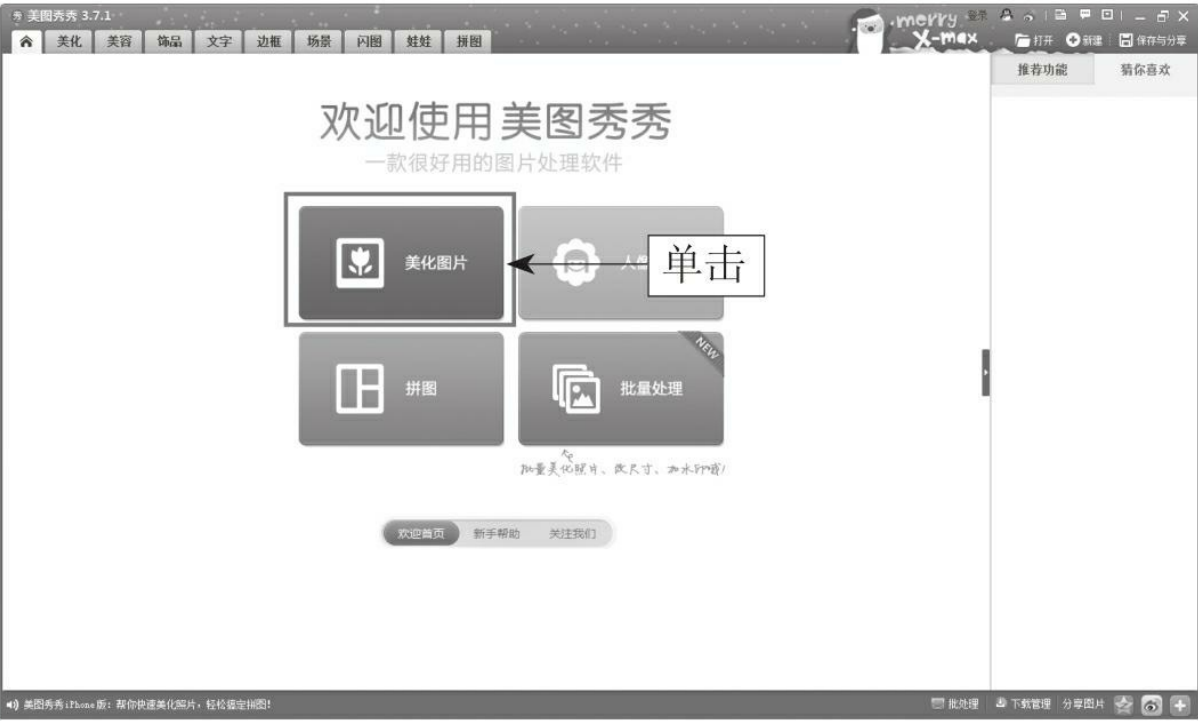 美图秀秀 3.7.1
merry
X-max
登录
美化 美容 饰品 文字 边框 场景 闪图 娃娃 拼图
打开 新建 保存与分享
推荐功能 猜你喜欢
欢迎使用美图秀秀
一款很好用的图片处理软件
美化图片
单击
拼图
NEW
批量处理
批量美化照片、改尺寸、加水印哦!
欢迎首页 新手帮助 关注我们
美图秀秀iPhone版：帮你快速美化照片，轻松搞定拼图!
批处理 下载管理 分享图片